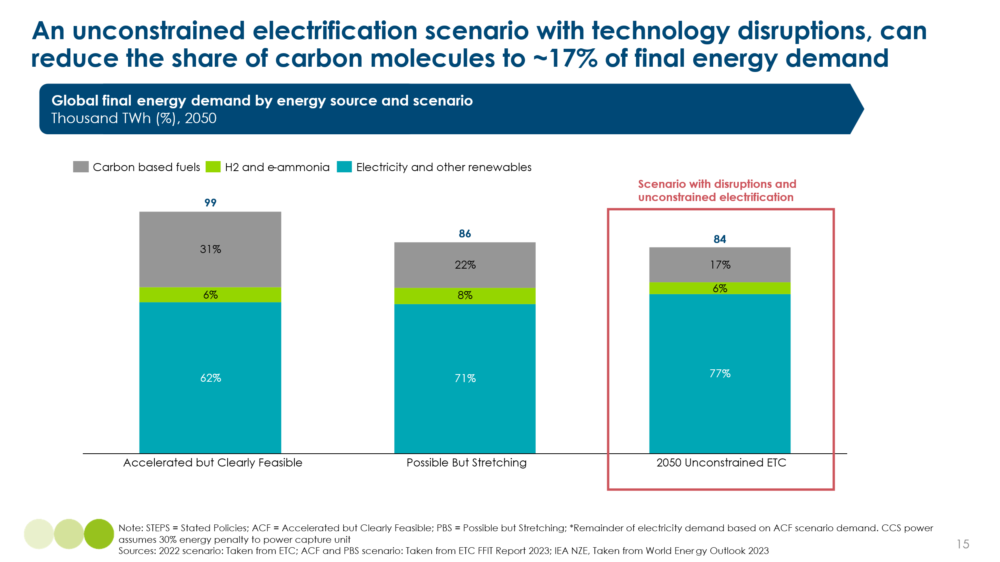 An unconstrained electrification scenario with technology disruptions, can
reduce the share of carbon molecules to ~17% of final energy demand
Global final energy demand by energy source and scenario
Thousand TWh (%), 2050
Carbon based fuels
H2 and e-ammonia
Electricity and other renewables
Scenario with disruptions and
unconstrained electrification
99
31%
6%
62%
86
22%
8%
71%
84
17%
6%
77%
Accelerated but Clearly Feasible
Possible But Stretching
2050 Unconstrained ETC
Note: STEPS = Stated Policies; ACF = Accelerated but Clearly Feasible; PBS = Possible but Stretching; *Remainder of electricity demand based on ACF scenario demand. CCS power
assumes 30% energy penalty to power capture unit
Sources: 2022 scenario: Taken from ETC; ACF and PBS scenario: Taken from ETC FFIT Report 2023; IEA NZE, Taken from World Energy Outlook 2023
15